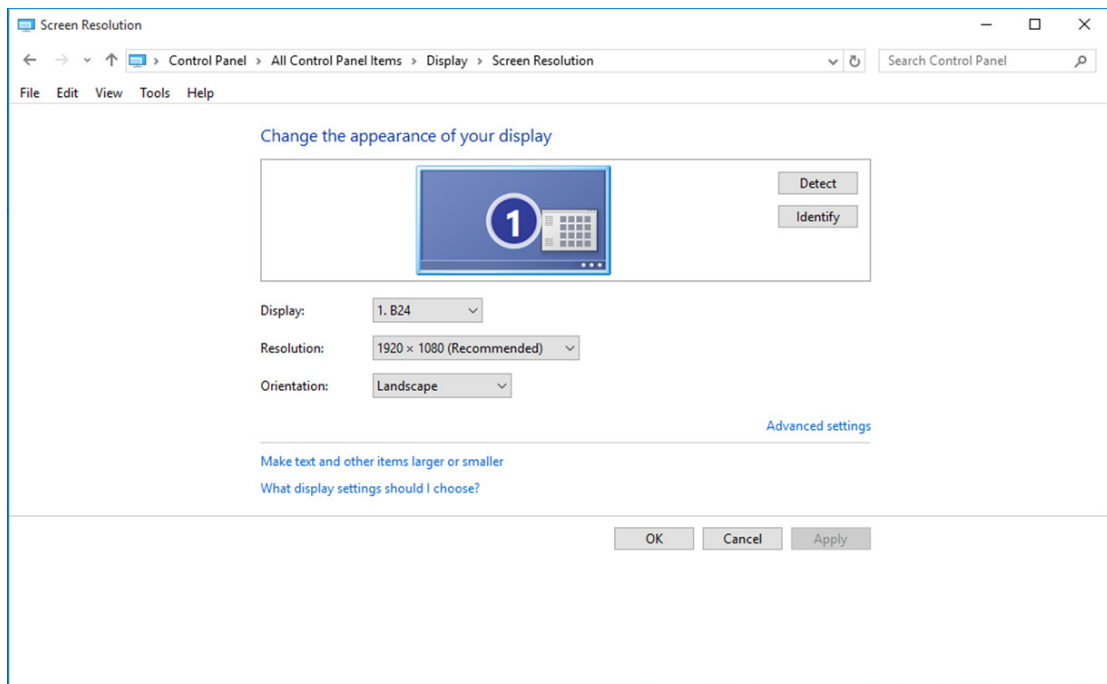 Screen Resolution
Control Panel > All Control Panel Items > Display > Screen Resolution
Search Control Panel
File Edit View Tools Help
Change the appearance of your display
1
Detect
Identify
Display: 1. B24
Resolution: 1920 × 1080 (Recommended)
Orientation: Landscape
Advanced settings
Make text and other items larger or smaller
What display settings should I choose?
OK Cancel Apply